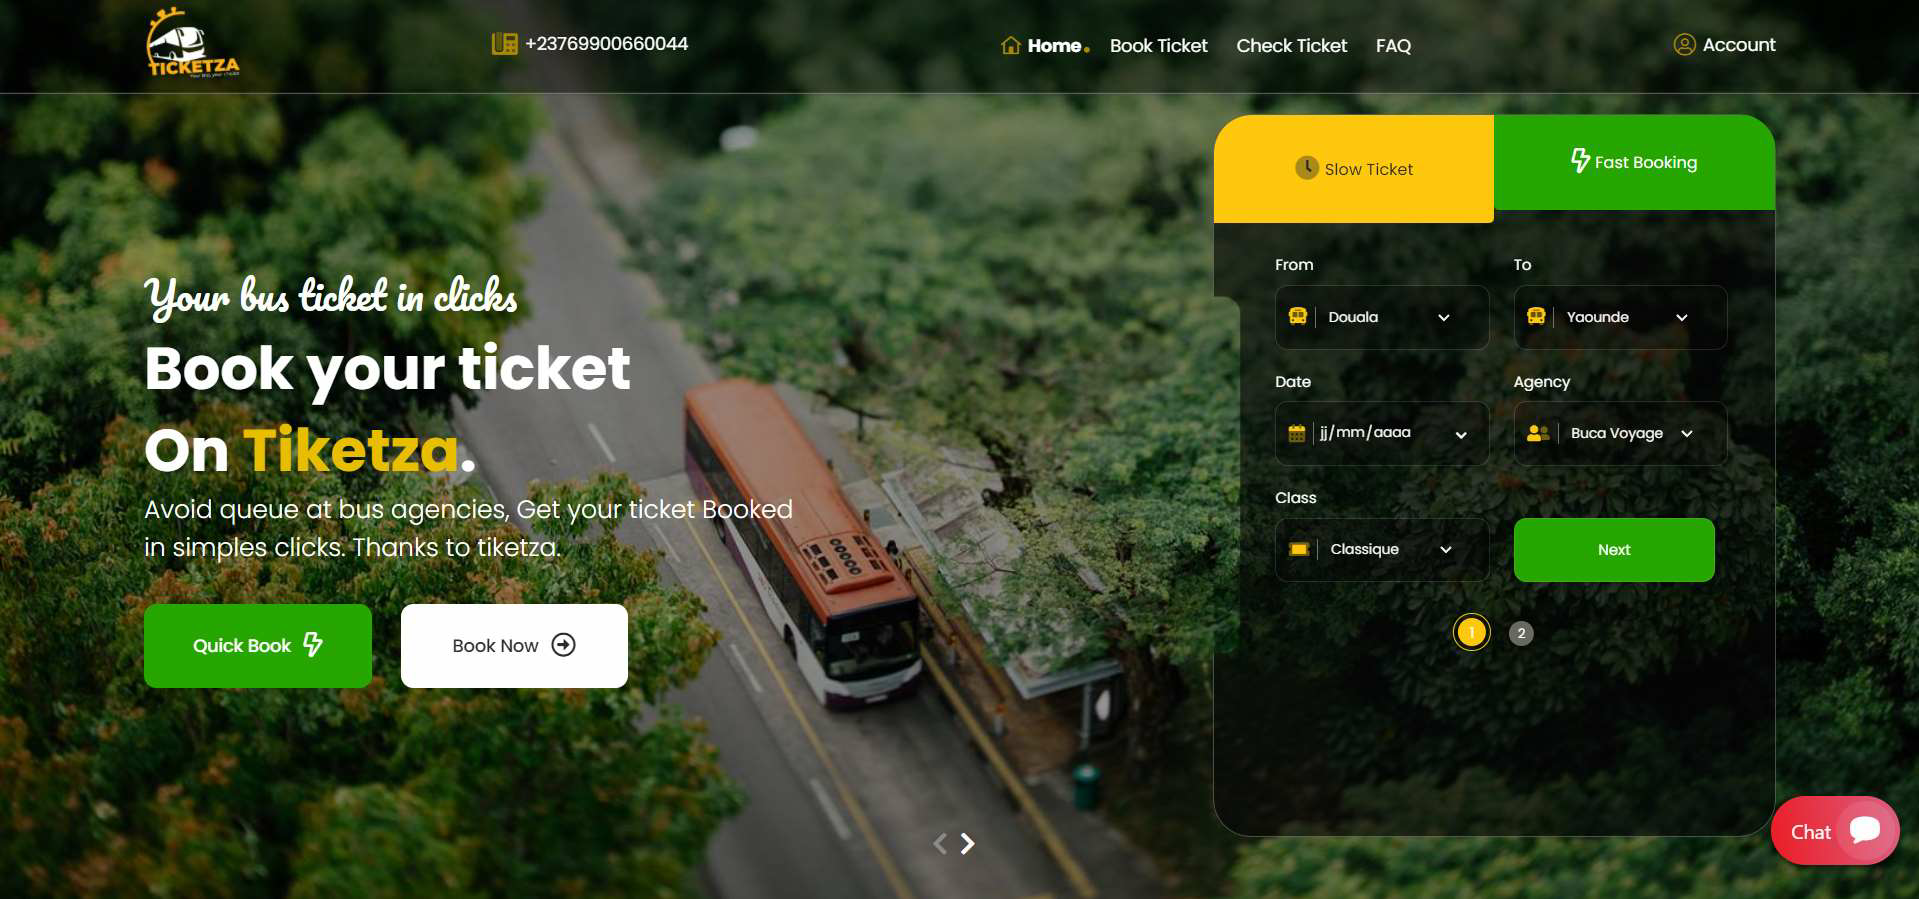 TICKETZA
+23769900660044
Home.
Book Ticket
Check Ticket
FAQ
Account
Your bus ticket in clicks
Book your ticket
On Tiketza.
Avoid queue at bus agencies, Get your ticket Booked
in simples clicks. Thanks to tiketza.
Quick Book
Book Now
Slow Ticket
Fast Booking
From
To
Douala
Yaounde
Date
Agency
jj/mm/aaaa
Buca Voyage
Class
Classique
Next
1
2
Chat